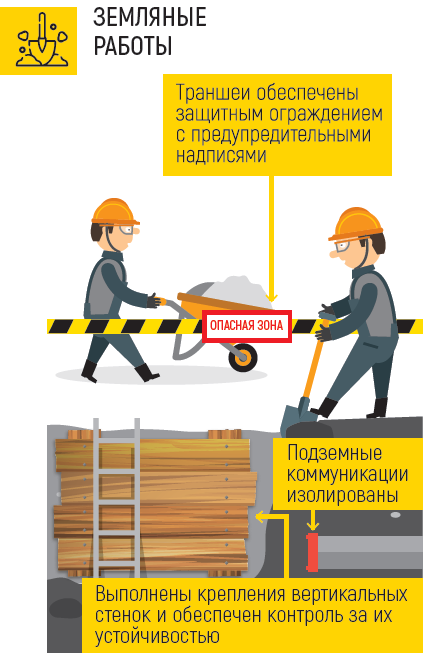 ЗЕМЛЯНЫЕ
РАБОТЫ
Траншеи обеспечены
защитным ограждением
с предупредительными
надписями
ОПАСНАЯ ЗОНА
Подземные
коммуникации
изолированы
Выполнены крепления вертикальных
стенок и обеспечен контроль за их
устойчивостью